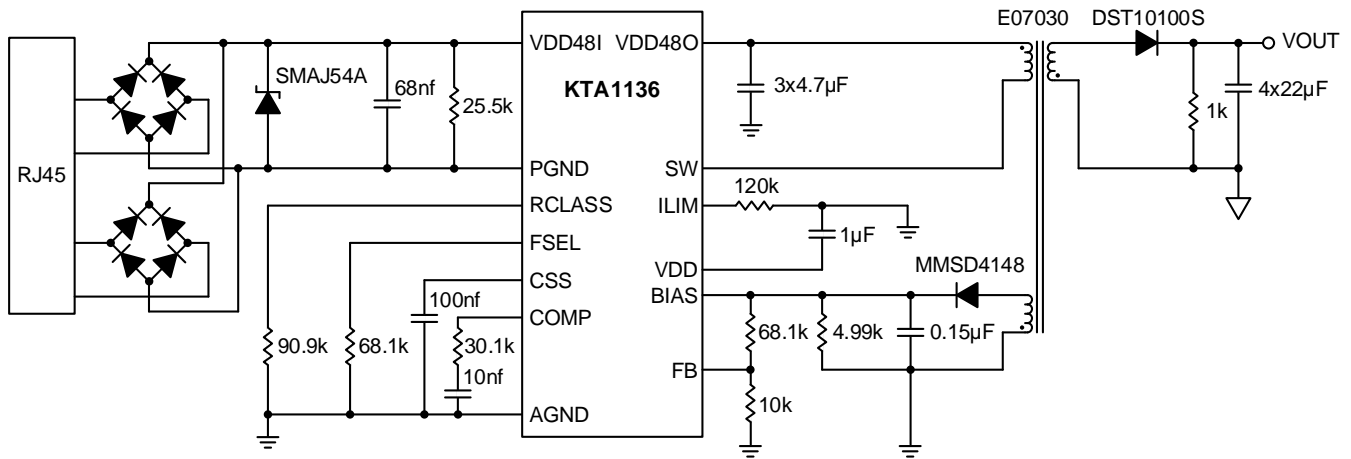 E07030 DST10100S
VDD48I VDD48O
VOUT
SMAJ54A
KTA1136
68nf
3x4.7µF
4x22µF
25.5k
1k
RJ45
PGND
SW
120k
RCLASS
ILIM
1µF
FSEL
VDD
MMSD4148
CSS
BIAS
100nf
COMP
90.9k
68.1k
30.1k
68.1k
4.99k
0.15µF
10nf
FB
10k
AGND